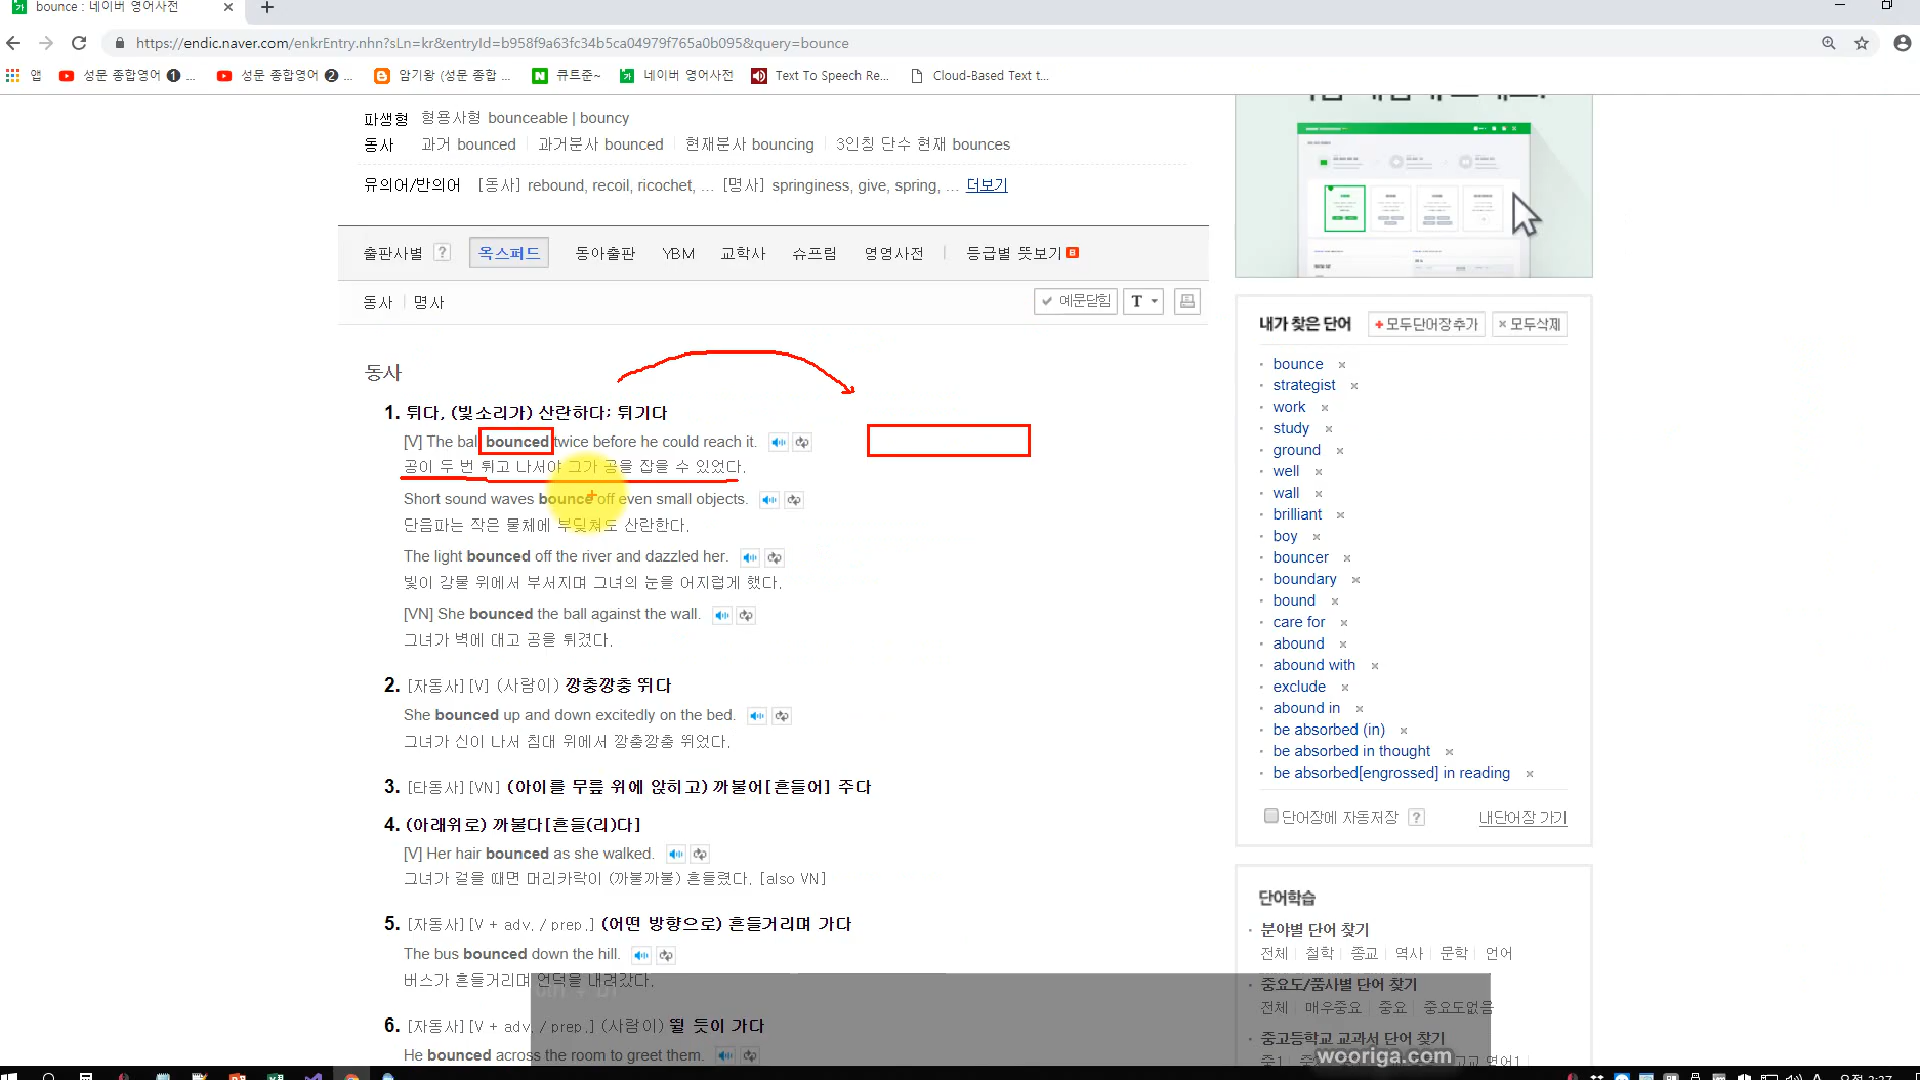 bounce : 네이버 영어사전
https://endic.naver.com/enkrEntry.nhn?sLn=kr&entryId=b958f9a63fc34b5ca04979f765a0b095&query=bounce
앱 성문 종합영어 ❶ ... 성문 종합영어 ❷ ... 암기왕 (성문 종합 ... 큐트준~ 네이버 영어사전 Text To Speech Re... Cloud-Based Text t...
파생형 형용사형 bounceable | bouncy
동사 과거 bounced 과거분사 bounced 현재분사 bouncing 3인칭 단수 현재 bounces
유의어/반의어 [동사] rebound, recoil, ricochet, ... [명사] springiness, give, spring, ... 더보기
출판사별 ? 옥스퍼드 동아출판 YBM 교학사 슈프림 영영사전 등급별 뜻보기
동사 명사
예문닫힘 T
동사
1. 튀다, (빛·소리가) 산란하다; 튀기다
[V] The bal bounced twice before he could reach it.
공이 두 번 튀고 나서야 그가 공을 잡을 수 있었다.
Short sound waves bounce off even small objects.
단음파는 작은 물체에 부딪쳐도 산란한다.
The light bounced off the river and dazzled her.
빛이 강물 위에서 부서지며 그녀의 눈을 어지럽게 했다.
[VN] She bounced the ball against the wall.
그녀가 벽에 대고 공을 튀겼다.
2. [자동사][V] (사람이) 깡충깡충 뛰다
She bounced up and down excitedly on the bed.
그녀가 신이 나서 침대 위에서 깡충깡충 뛰었다.
3. [타동사][VN] (아이를 무릎 위에 앉히고) 까불어[흔들어] 주다
4. (아래위로) 까불다[흔들(리)다]
[V] Her hair bounced as she walked.
그녀가 걸을 때면 머리카락이 (까불까불) 흔들렸다. [also VN]
5. [자동사][V + adv. / prep.] (어떤 방향으로) 흔들거리며 가다
The bus bounced down the hill.
버스가 흔들거리며 언덕을 내려갔다.
6. [자동사][V + adv. / prep.] (사람이) 뛸 듯이 가다
He bounced across the room to greet them.
내가 찾은 단어 모두단어장추가 모두삭제
bounce
strategist
work
study
ground
well
wall
brilliant
boy
bouncer
boundary
bound
care for
abound
abound with
exclude
abound in
be absorbed (in)
be absorbed in thought
be absorbed[engrossed] in reading
단어장에 자동저장 ? 내단어장 가기
단어학습
분야별 단어 찾기
전체 철학 종교 역사 문학 언어
중요도/품사별 단어 찾기
전체 매우중요 중요 중요도없음
중고등학교 교과서 단어 찾기
wooriga.com